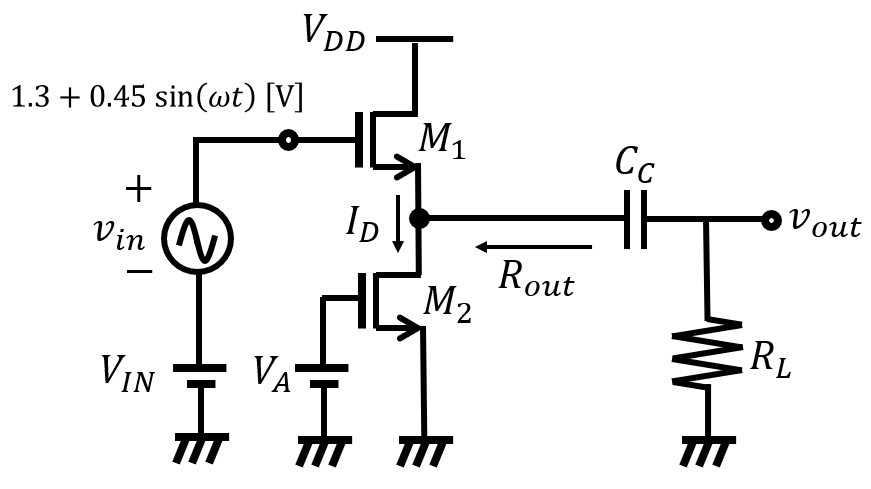 V_DD
1.3 + 0.45 sin(ωt) [V]
M_1
C_C
+
v_in
−
I_D
v_out
R_out
M_2
V_IN
V_A
R_L